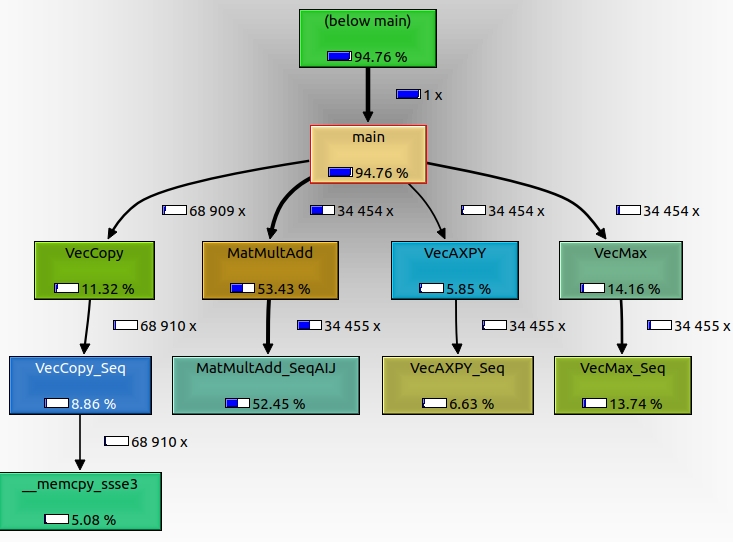 (below main)
94.76 %
1 x
main
94.76 %
68 909 x
34 454 x
34 454 x
34 454 x
VecCopy
11.32 %
MatMultAdd
53.43 %
VecAXPY
5.85 %
VecMax
14.16 %
68 910 x
34 455 x
34 455 x
34 455 x
VecCopy_Seq
8.86 %
MatMultAdd_SeqAIJ
52.45 %
VecAXPY_Seq
6.63 %
VecMax_Seq
13.74 %
68 910 x
__memcpy_ssse3
5.08 %